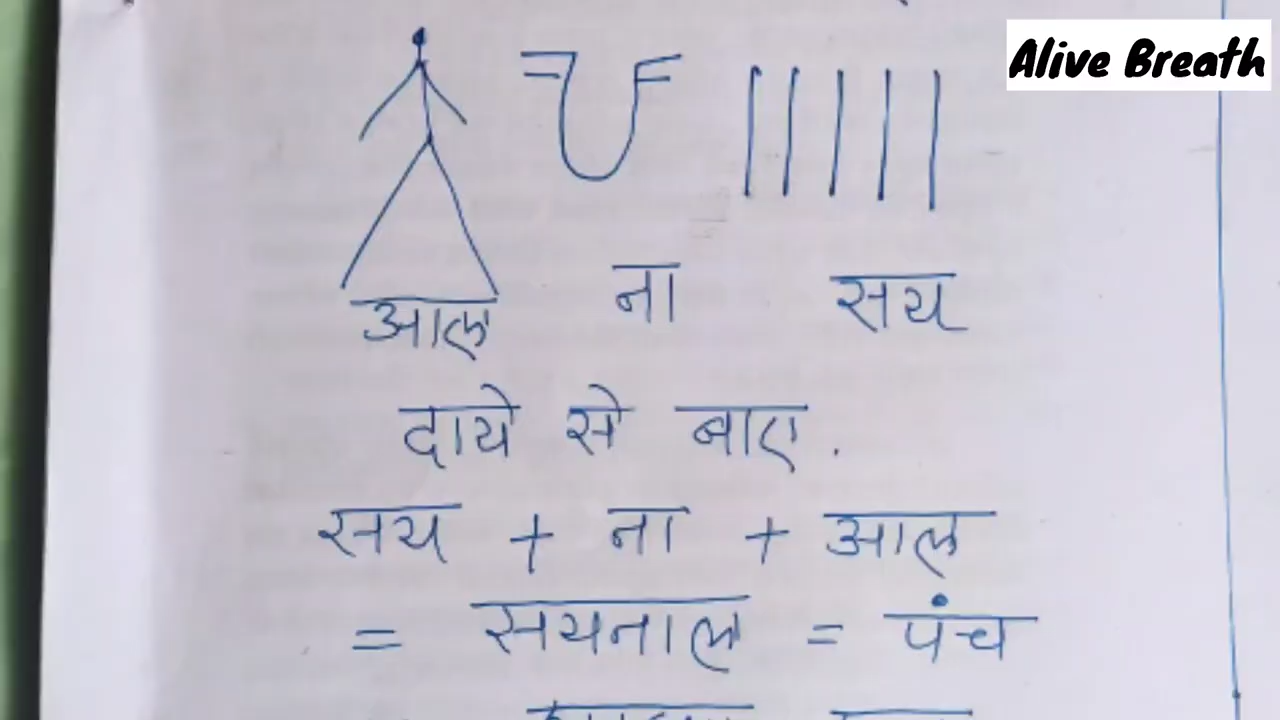 Alive Breath
आल ना सय
दाये से बाए.
सय + ना + आल
= सयनाल = पंच